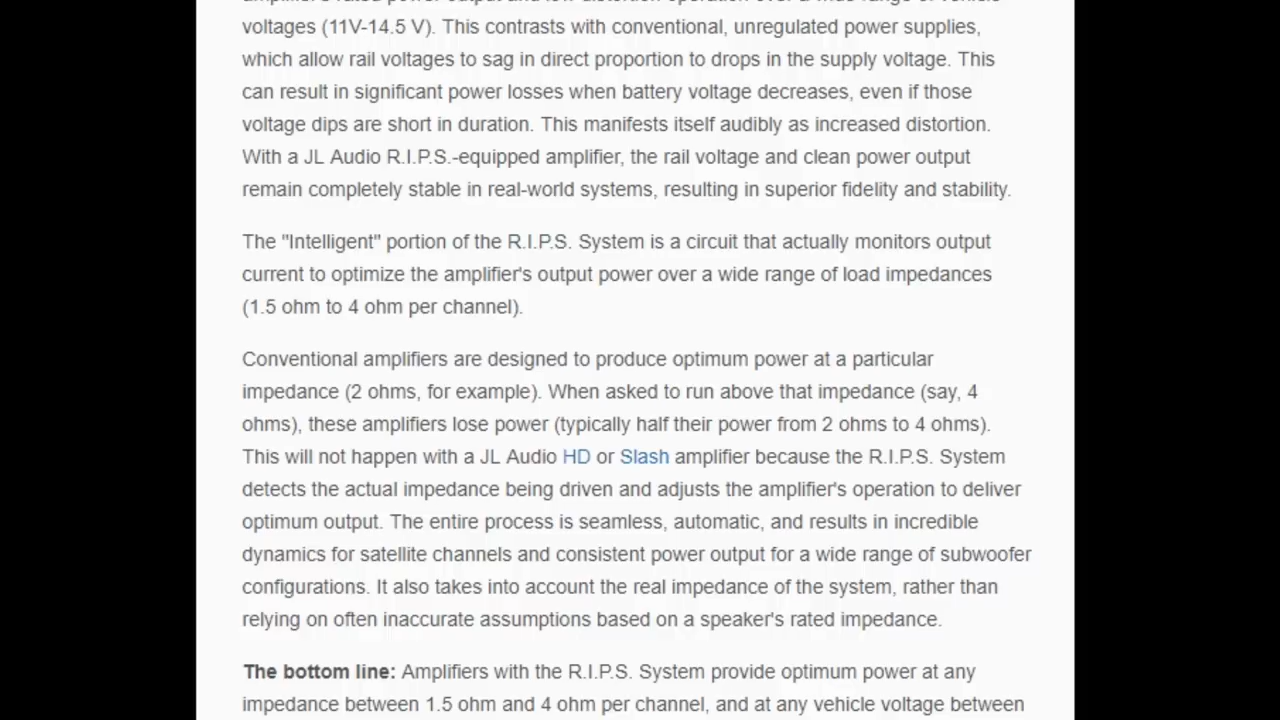 amplifier's rated power output and low distortion operation over a wide range of vehicle
voltages (11V-14.5 V). This contrasts with conventional, unregulated power supplies,
which allow rail voltages to sag in direct proportion to drops in the supply voltage. This
can result in significant power losses when battery voltage decreases, even if those
voltage dips are short in duration. This manifests itself audibly as increased distortion.
With a JL Audio R.I.P.S.-equipped amplifier, the rail voltage and clean power output
remain completely stable in real-world systems, resulting in superior fidelity and stability.
The "Intelligent" portion of the R.I.P.S. System is a circuit that actually monitors output
current to optimize the amplifier's output power over a wide range of load impedances
(1.5 ohm to 4 ohm per channel).
Conventional amplifiers are designed to produce optimum power at a particular
impedance (2 ohms, for example). When asked to run above that impedance (say, 4
ohms), these amplifiers lose power (typically half their power from 2 ohms to 4 ohms).
This will not happen with a JL Audio HD or Slash amplifier because the R.I.P.S. System
detects the actual impedance being driven and adjusts the amplifier's operation to deliver
optimum output. The entire process is seamless, automatic, and results in incredible
dynamics for satellite channels and consistent power output for a wide range of subwoofer
configurations. It also takes into account the real impedance of the system, rather than
relying on often inaccurate assumptions based on a speaker's rated impedance.
The bottom line: Amplifiers with the R.I.P.S. System provide optimum power at any
impedance between 1.5 ohm and 4 ohm per channel, and at any vehicle voltage between